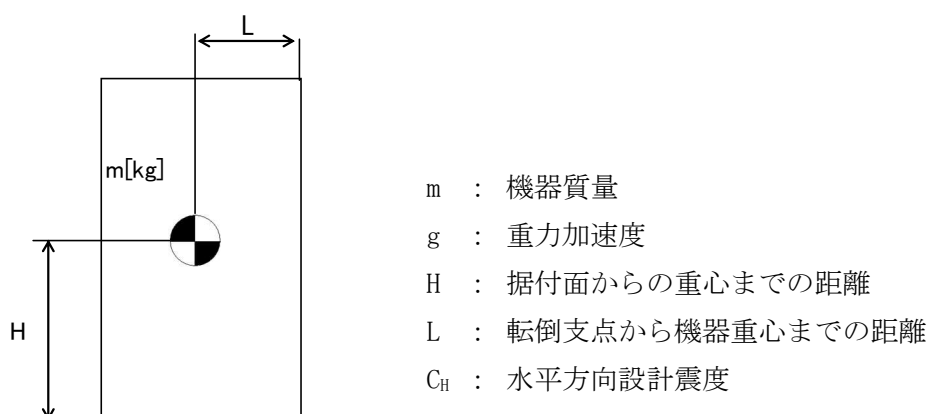 L
m[kg]
H
m : 機器質量
g : 重力加速度
H : 据付面からの重心までの距離
L : 転倒支点から機器重心までの距離
C_H : 水平方向設計震度